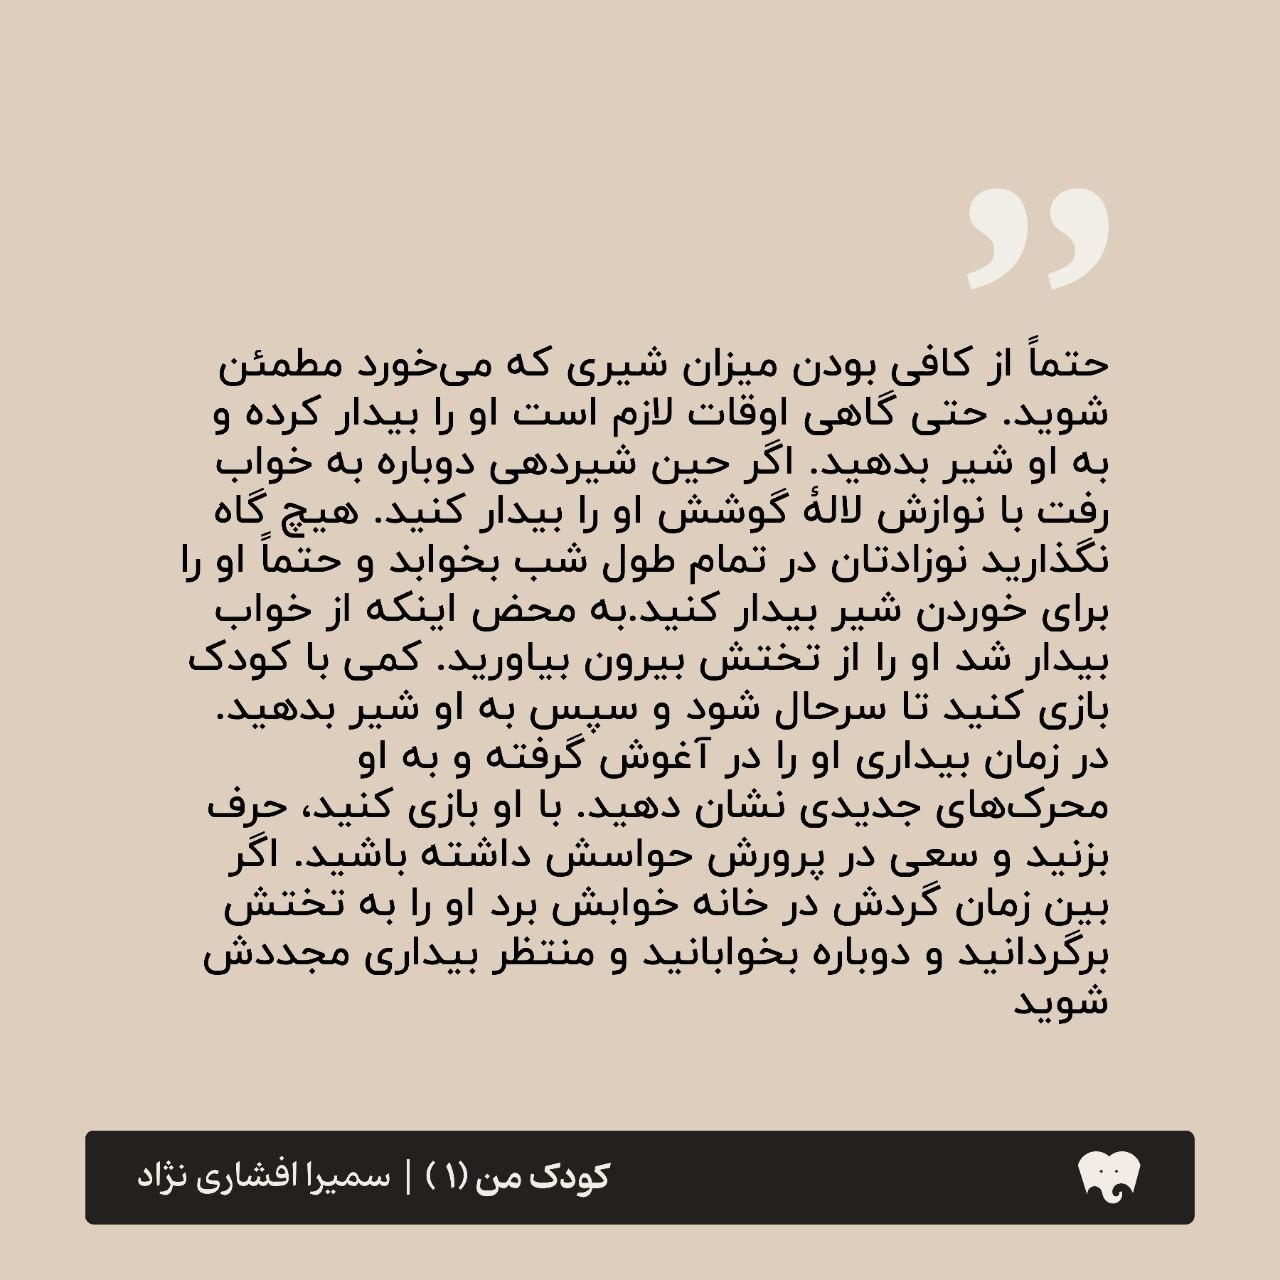 ”
حتماً از کافی بودن میزان شیری که می‌خورد مطمئن
شوید. حتی گاهی اوقات لازم است او را بیدار کرده و
به او شیر بدهید. اگر حین شیردهی دوباره به خواب
رفت با نوازش لالهٔ گوشش او را بیدار کنید. هیچ گاه
نگذارید نوزادتان در تمام طول شب بخوابد و حتماً او را
برای خوردن شیر بیدار کنید.به محض اینکه از خواب
بیدار شد او را از تختش بیرون بیاورید. کمی با کودک
بازی کنید تا سرحال شود و سپس به او شیر بدهید.
در زمان بیداری او را در آغوش گرفته و به او
محرک‌های جدیدی نشان دهید. با او بازی کنید، حرف
بزنید و سعی در پرورش حواسش داشته باشید. اگر
بین زمان گردش در خانه خوابش برد او را به تختش
برگردانید و دوباره بخوابانید و منتظر بیداری مجددش
شوید
کودک من (۱ ) | سمیرا افشاری نژاد